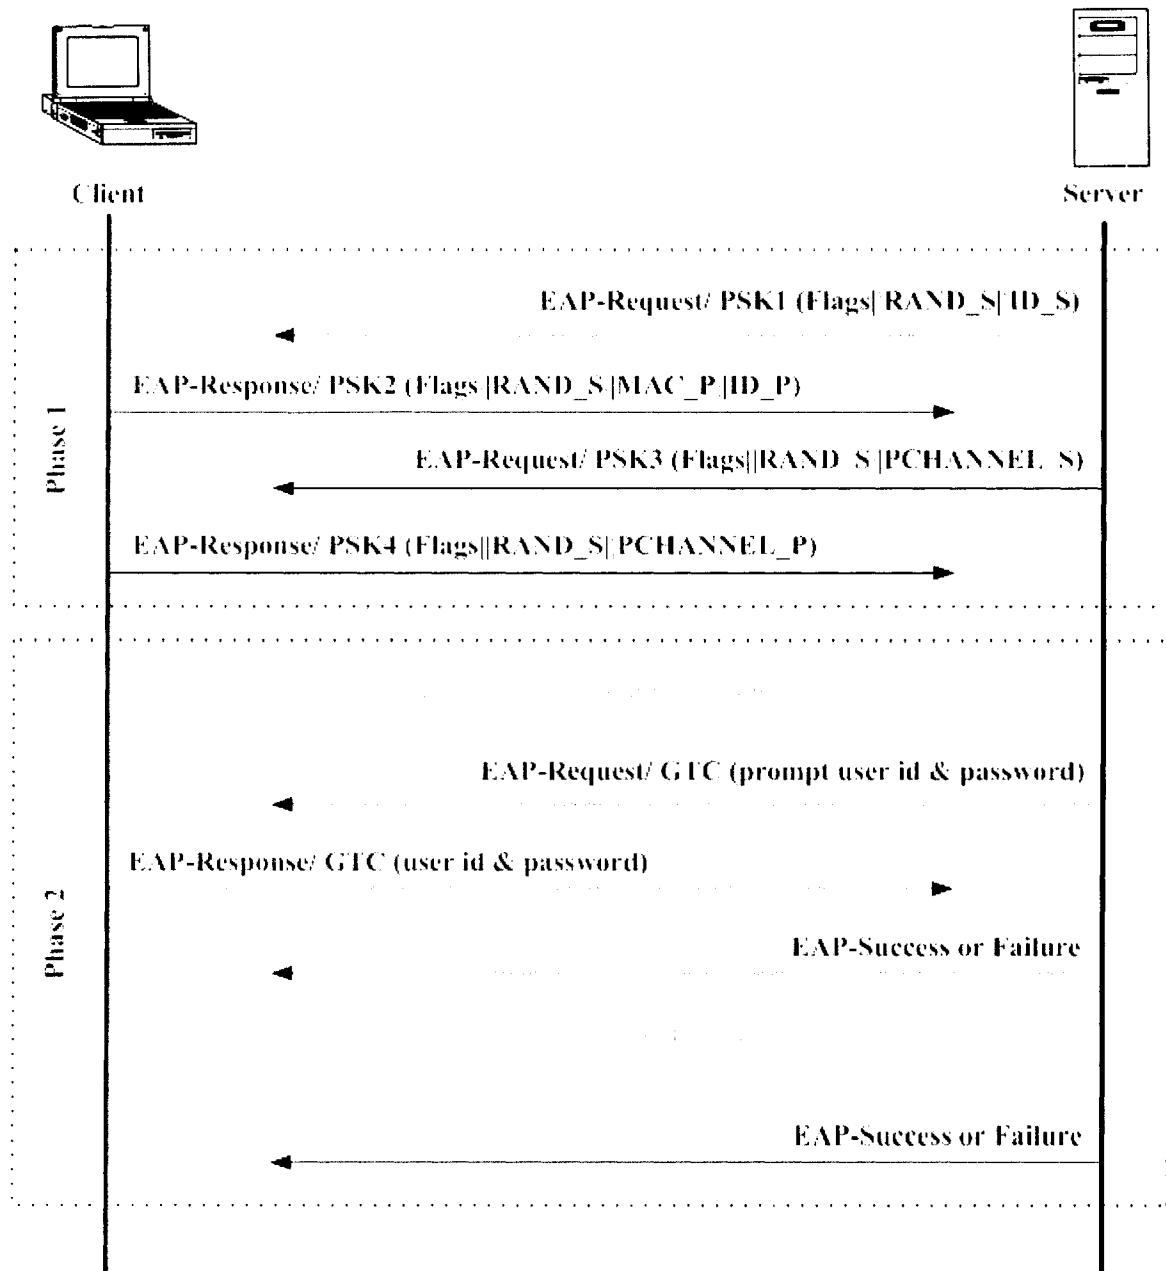 Client
Server
EAP-Request/ PSK1 (Flags||RAND_S||ID_S)
EAP-Response/ PSK2 (Flags||RAND_S||MAC_P||ID_P)
EAP-Request/ PSK3 (Flags||RAND_S||PCHANNEL_S)
EAP-Response/ PSK4 (Flags||RAND_S||PCHANNEL_P)
Phase 1
EAP-Request/ GTC (prompt user id & password)
EAP-Response/ GTC (user id & password)
EAP-Success or Failure
EAP-Success or Failure
Phase 2